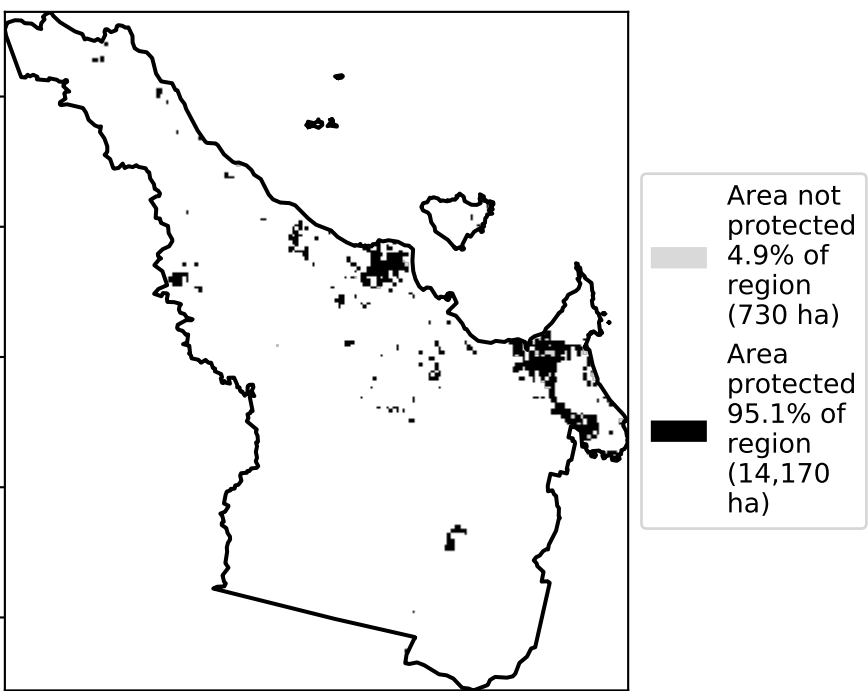 Area not
protected
4.9% of
region
(730 ha)
Area
protected
95.1% of
region
(14,170
ha)